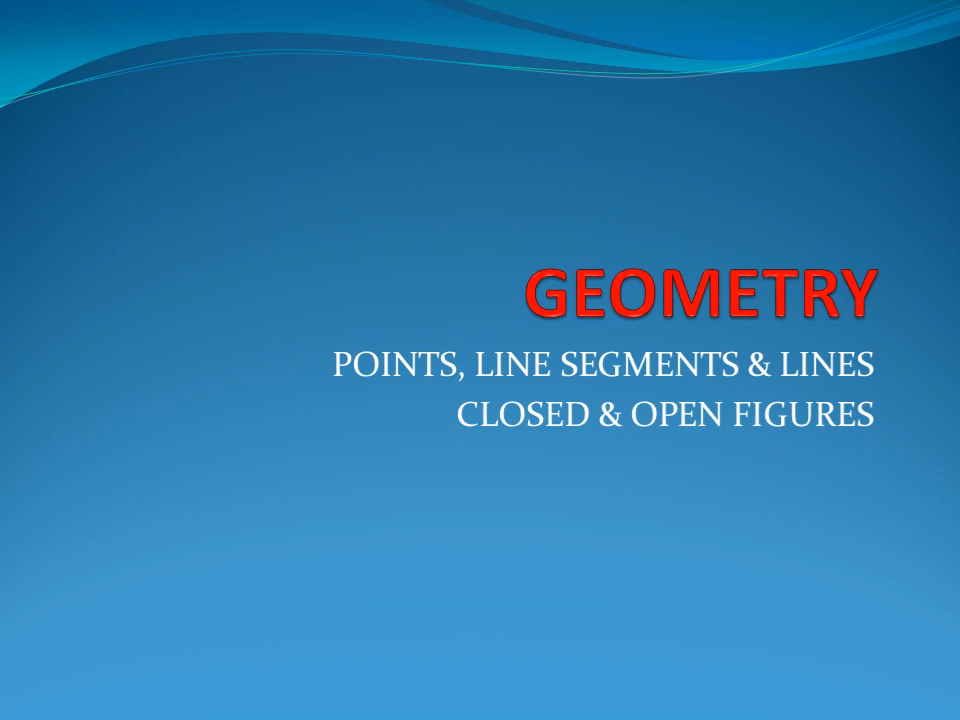 GEOMETRY
POINTS, LINE SEGMENTS & LINES
CLOSED & OPEN FIGURES